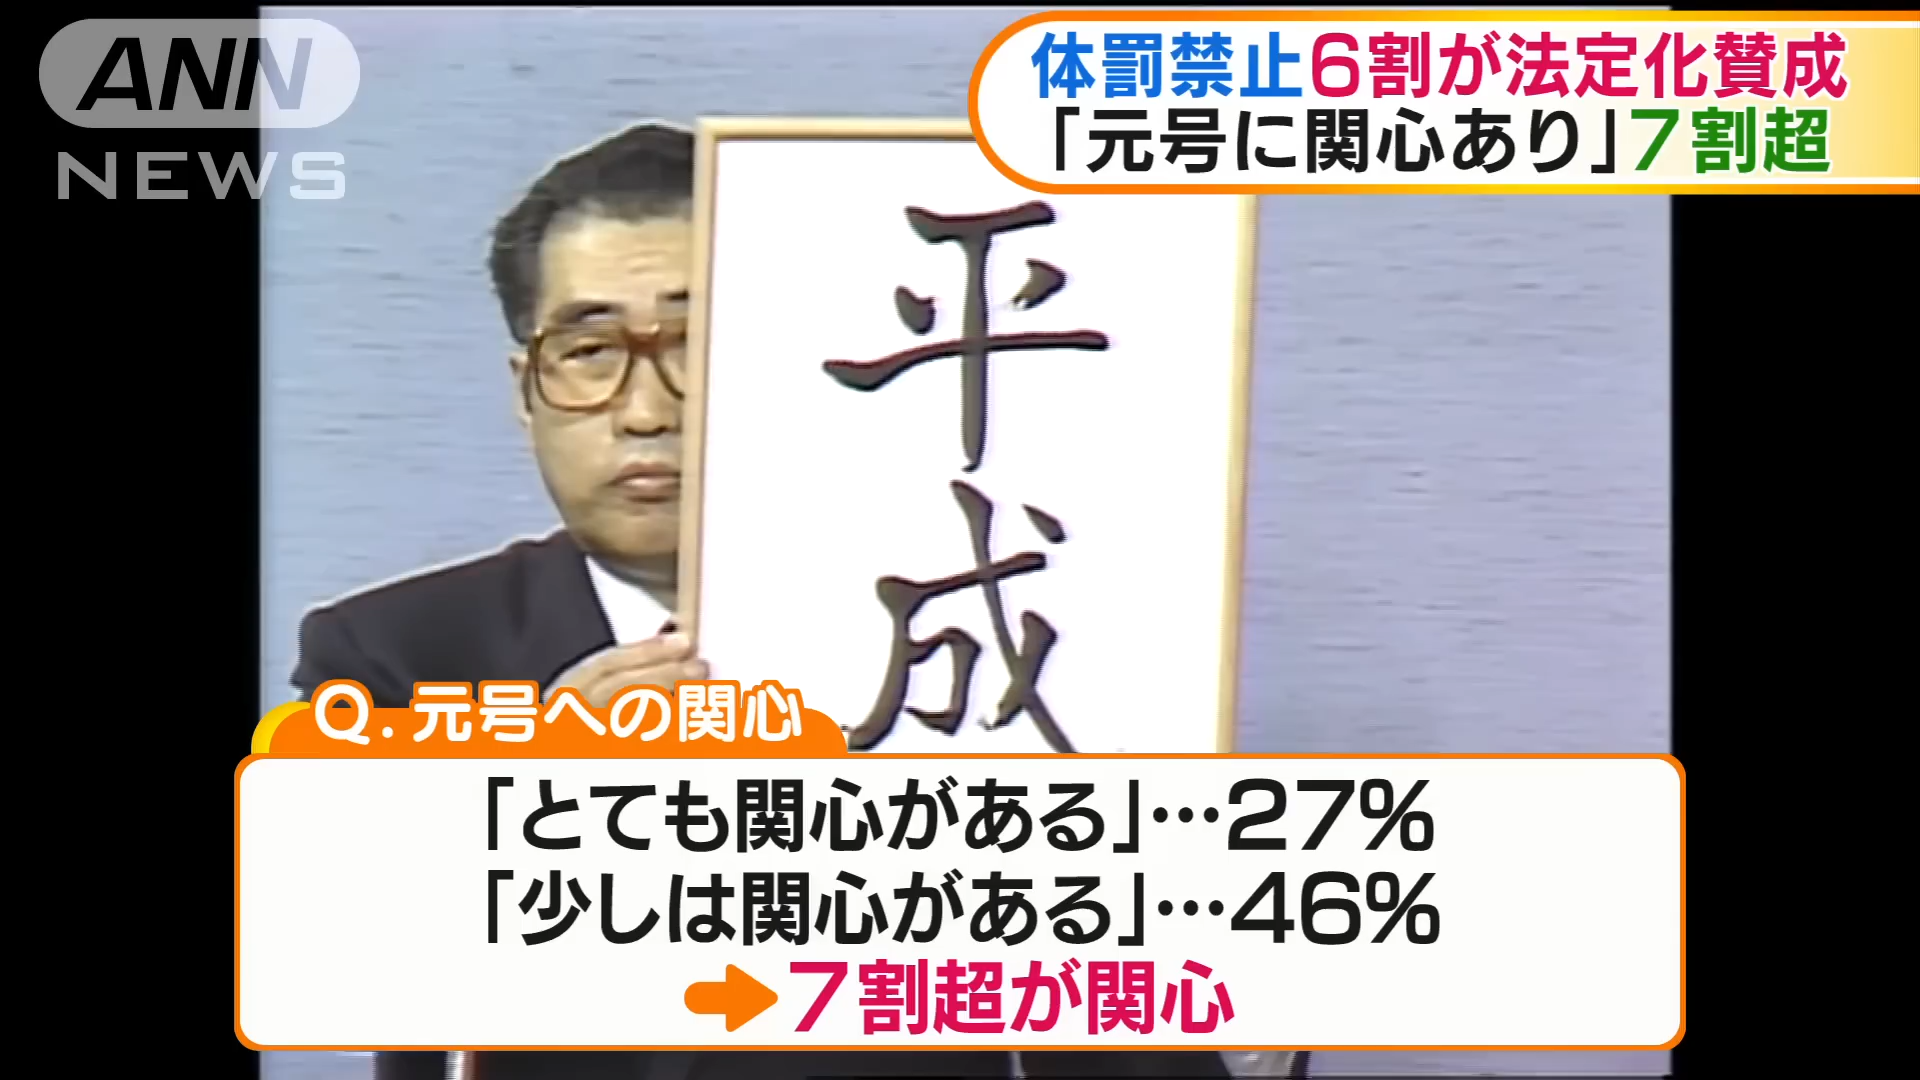 ANN
NEWS
体罰禁止6割が法定化賛成
「元号に関心あり」7割超
平
成
Q.元号への関心
「とても関心がある」…27%
「少しは関心がある」…46%
➡7割超が関心